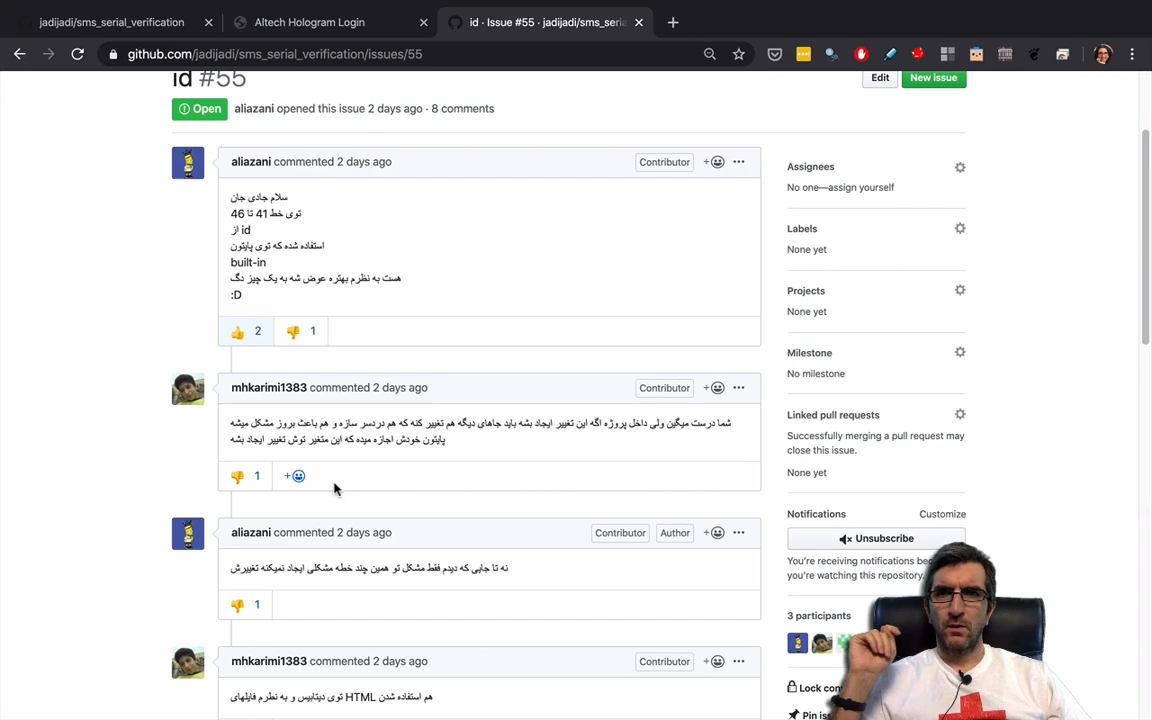 jadijadi/sms_serial_verification
Altech Hologram Login
id · Issue #55 · jadijadi/sms_seria
github.com/jadijadi/sms_serial_verification/issues/55
id #55
Edit
New issue
Open
aliazani opened this issue 2 days ago · 8 comments
aliazani commented 2 days ago
Contributor
سلام جادی جان
توی خط 41 تا 46
از id
استفاده شده که توی پایتون
built-in
هست به نظرم بهتره عوض شه به یک چیز دگ
:D
2
1
mhkarimi1383 commented 2 days ago
Contributor
شما درست میگین ولی داخل پروژه اگه این تغییر ایجاد بشه باید جاهای دیگه هم تغییر کنه که هم دردسر سازه و هم باعث بروز مشکل میشه
پایتون خودش اجازه میده که این متغیر توش تغییر ایجاد بشه
1
aliazani commented 2 days ago
Contributor
Author
نه تا جایی که دیدم فقط مشکل تو همین چند خطه مشکلی ایجاد نمیکنه تغییرش
1
mhkarimi1383 commented 2 days ago
Contributor
هم استفاده شدن HTML توی دیتابیس و به نظرم فایلهای
Assignees
No one—assign yourself
Labels
None yet
Projects
None yet
Milestone
No milestone
Linked pull requests
Successfully merging a pull request may
close this issue.
None yet
Notifications
Customize
Unsubscribe
You're receiving notifications because
you're watching this repository.
3 participants
Lock con
Pin iss